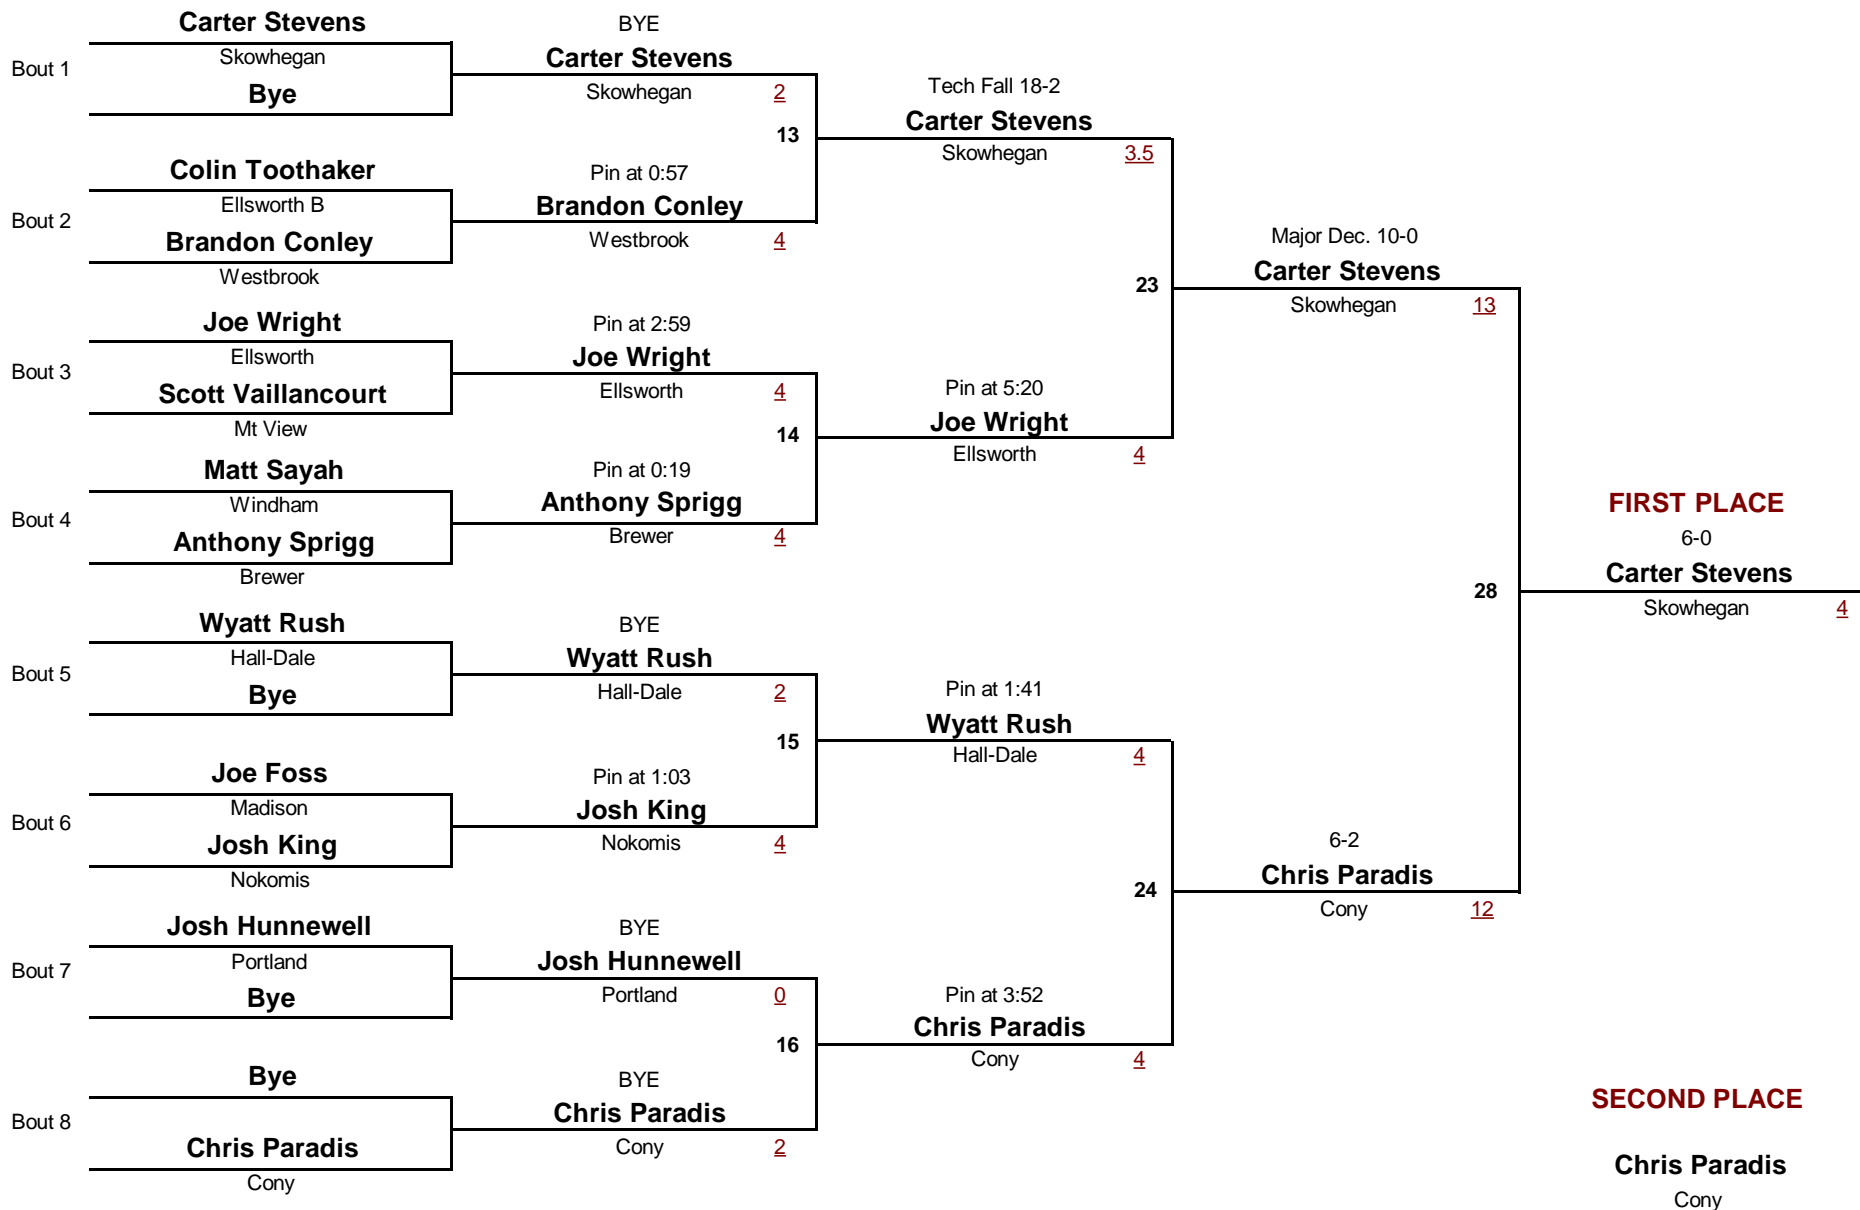 Carter Stevens
Bout 1
Skowhegan
Bye
Colin Toothaker
Bout 2
Ellsworth B
Brandon Conley
Westbrook
Joe Wright
Bout 3
Ellsworth
Scott Vaillancourt
Mt View
Matt Sayah
Bout 4
Windham
Anthony Sprigg
Brewer
Wyatt Rush
Bout 5
Hall-Dale
Bye
Joe Foss
Bout 6
Madison
Josh King
Nokomis
Josh Hunnewell
Bout 7
Portland
Bye
Bye
Bout 8
Chris Paradis
Cony
BYE
Carter Stevens
Skowhegan 2
13
Pin at 0:57
Brandon Conley
Westbrook 4
Pin at 2:59
Joe Wright
Ellsworth 4
14
Pin at 0:19
Anthony Sprigg
Brewer 4
BYE
Wyatt Rush
Hall-Dale 2
15
Pin at 1:03
Josh King
Nokomis 4
BYE
Josh Hunnewell
Portland 0
16
BYE
Chris Paradis
Cony 2
Tech Fall 18-2
Carter Stevens
Skowhegan 3.5
23
Pin at 5:20
Joe Wright
Ellsworth 4
Pin at 1:41
Wyatt Rush
Hall-Dale 4
24
Pin at 3:52
Chris Paradis
Cony 4
Major Dec. 10-0
Carter Stevens
Skowhegan 13
28
6-2
Chris Paradis
Cony 12
FIRST PLACE
6-0
Carter Stevens
Skowhegan 4
SECOND PLACE
Chris Paradis
Cony